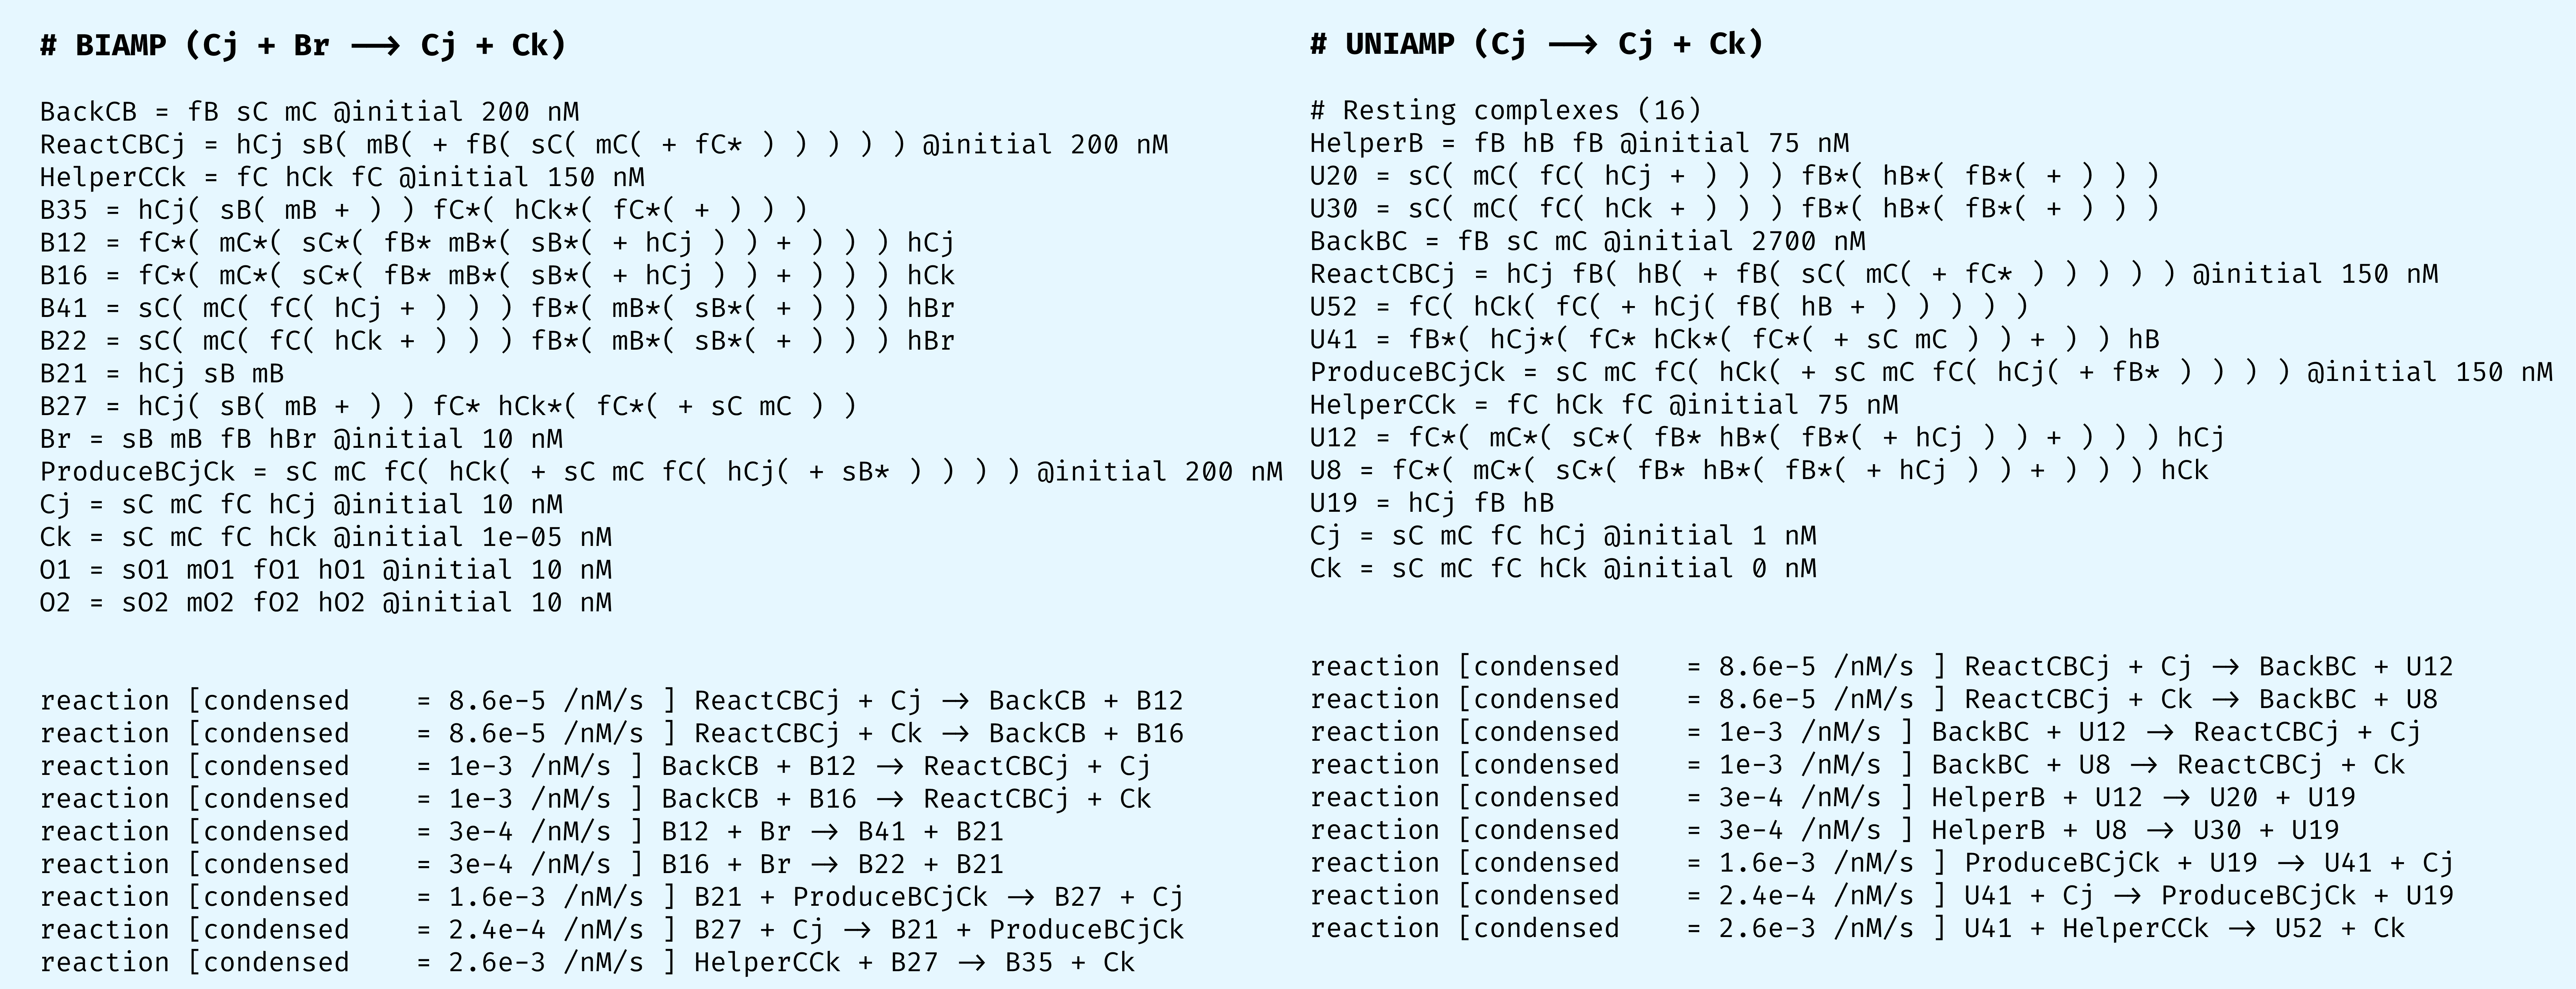 # BIAMP (Cj + Br ⟶ Cj + Ck)
BackCB = fB sC mC @initial 200 nM
ReactCBCj = hCj sB( mB( + fB( sC( mC( + fC* ) ) ) ) ) @initial 200 nM
HelperCCk = fC hCk fC @initial 150 nM
B35 = hCj( sB( mB + ) ) fC*( hCk*( fC*( + ) ) )
B12 = fC*( mC*( sC*( fB* mB*( sB*( + hCj ) ) + ) ) ) hCj
B16 = fC*( mC*( sC*( fB* mB*( sB*( + hCj ) ) + ) ) ) hCk
B41 = sC( mC( fC( hCj + ) ) ) fB*( mB*( sB*( + ) ) ) hBr
B22 = sC( mC( fC( hCk + ) ) ) fB*( mB*( sB*( + ) ) ) hBr
B21 = hCj sB mB
B27 = hCj( sB( mB + ) ) fC* hCk*( fC*( + sC mC ) )
Br = sB mB fB hBr @initial 10 nM
ProduceBCjCk = sC mC fC( hCk( + sC mC fC( hCj( + sB* ) ) ) ) @initial 200 nM
Cj = sC mC fC hCj @initial 10 nM
Ck = sC mC fC hCk @initial 1e-05 nM
O1 = sO1 mO1 fO1 hO1 @initial 10 nM
O2 = sO2 mO2 fO2 hO2 @initial 10 nM
reaction [condensed = 8.6e-5 /nM/s ] ReactCBCj + Cj → BackCB + B12
reaction [condensed = 8.6e-5 /nM/s ] ReactCBCj + Ck → BackCB + B16
reaction [condensed = 1e-3 /nM/s ] BackCB + B12 → ReactCBCj + Cj
reaction [condensed = 1e-3 /nM/s ] BackCB + B16 → ReactCBCj + Ck
reaction [condensed = 3e-4 /nM/s ] B12 + Br → B41 + B21
reaction [condensed = 3e-4 /nM/s ] B16 + Br → B22 + B21
reaction [condensed = 1.6e-3 /nM/s ] B21 + ProduceBCjCk → B27 + Cj
reaction [condensed = 2.4e-4 /nM/s ] B27 + Cj → B21 + ProduceBCjCk
reaction [condensed = 2.6e-3 /nM/s ] HelperCCk + B27 → B35 + Ck
# UNIAMP (Cj ⟶ Cj + Ck)
# Resting complexes (16)
HelperB = fB hB fB @initial 75 nM
U20 = sC( mC( fC( hCj + ) ) ) fB*( hB*( fB*( + ) ) )
U30 = sC( mC( fC( hCk + ) ) ) fB*( hB*( fB*( + ) ) )
BackBC = fB sC mC @initial 2700 nM
ReactCBCj = hCj fB( hB( + fB( sC( mC( + fC* ) ) ) ) ) @initial 150 nM
U52 = fC( hCk( fC( + hCj( fB( hB + ) ) ) ) )
U41 = fB*( hCj*( fC* hCk*( fC*( + sC mC ) ) + ) ) hB
ProduceBCjCk = sC mC fC( hCk( + sC mC fC( hCj( + fB* ) ) ) ) @initial 150 nM
HelperCCk = fC hCk fC @initial 75 nM
U12 = fC*( mC*( sC*( fB* hB*( fB*( + hCj ) ) + ) ) ) hCj
U8 = fC*( mC*( sC*( fB* hB*( fB*( + hCj ) ) + ) ) ) hCk
U19 = hCj fB hB
Cj = sC mC fC hCj @initial 1 nM
Ck = sC mC fC hCk @initial 0 nM
reaction [condensed = 8.6e-5 /nM/s ] ReactCBCj + Cj → BackBC + U12
reaction [condensed = 8.6e-5 /nM/s ] ReactCBCj + Ck → BackBC + U8
reaction [condensed = 1e-3 /nM/s ] BackBC + U12 → ReactCBCj + Cj
reaction [condensed = 1e-3 /nM/s ] BackBC + U8 → ReactCBCj + Ck
reaction [condensed = 3e-4 /nM/s ] HelperB + U12 → U20 + U19
reaction [condensed = 3e-4 /nM/s ] HelperB + U8 → U30 + U19
reaction [condensed = 1.6e-3 /nM/s ] ProduceBCjCk + U19 → U41 + Cj
reaction [condensed = 2.4e-4 /nM/s ] U41 + Cj → ProduceBCjCk + U19
reaction [condensed = 2.6e-3 /nM/s ] U41 + HelperCCk → U52 + Ck